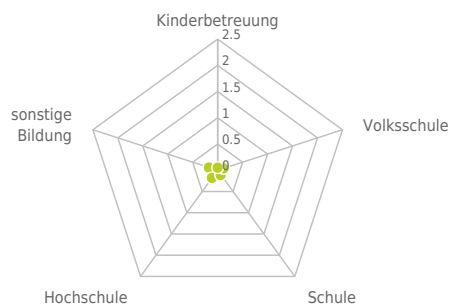 Kinderbetreuung
2.5
2
1.5
1
0.5
0
Volksschule
Schule
Hochschule
sonstige
Bildung